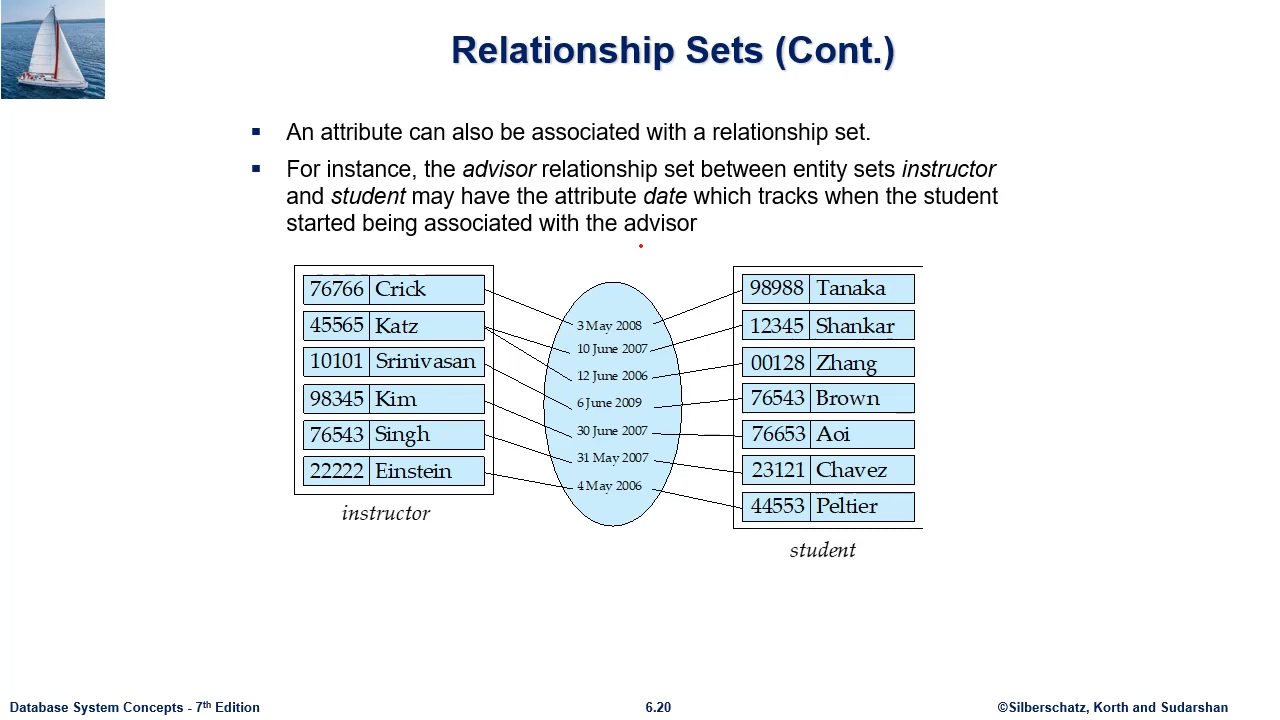 Relationship Sets (Cont.)
An attribute can also be associated with a relationship set.
For instance, the advisor relationship set between entity sets instructor
and student may have the attribute date which tracks when the student
started being associated with the advisor
76766 Crick
45565 Katz
10101 Srinivasan
98345 Kim
76543 Singh
22222 Einstein
instructor
3 May 2008
10 June 2007
12 June 2006
6 June 2009
30 June 2007
31 May 2007
4 May 2006
98988 Tanaka
12345 Shankar
00128 Zhang
76543 Brown
76653 Aoi
23121 Chavez
44553 Peltier
student
Database System Concepts - 7th Edition
6.20
©Silberschatz, Korth and Sudarshan